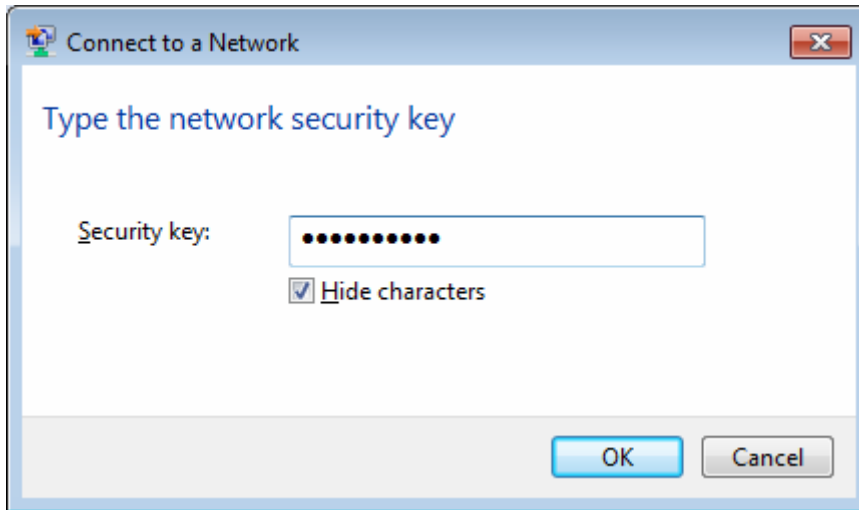 Connect to a Network
Type the network security key
Security key: ••••••••••
Hide characters
OK Cancel